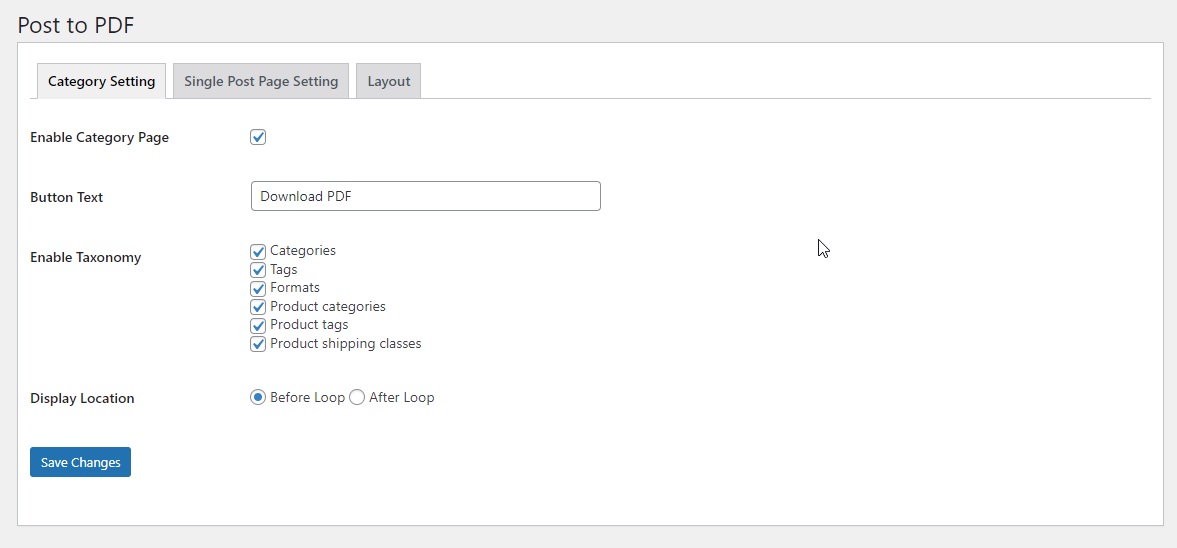 Post to PDF
Category Setting Single Post Page Setting Layout
Enable Category Page
Button Text Download PDF
Enable Taxonomy Categories
Tags
Formats
Product categories
Product tags
Product shipping classes
Display Location Before Loop After Loop
Save Changes